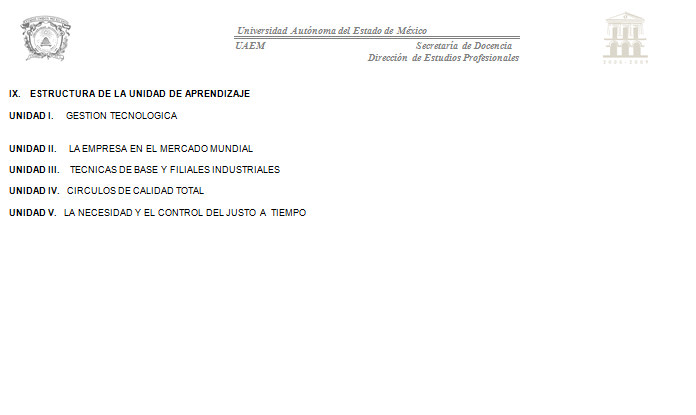 Universidad Autónoma del Estado de México
UAEM Secretaría de Docencia
Dirección de Estudios Profesionales
IX. ESTRUCTURA DE LA UNIDAD DE APRENDIZAJE
UNIDAD I. GESTION TECNOLOGICA
UNIDAD II. LA EMPRESA EN EL MERCADO MUNDIAL
UNIDAD III. TECNICAS DE BASE Y FILIALES INDUSTRIALES
UNIDAD IV. CIRCULOS DE CALIDAD TOTAL
UNIDAD V. LA NECESIDAD Y EL CONTROL DEL JUSTO A TIEMPO